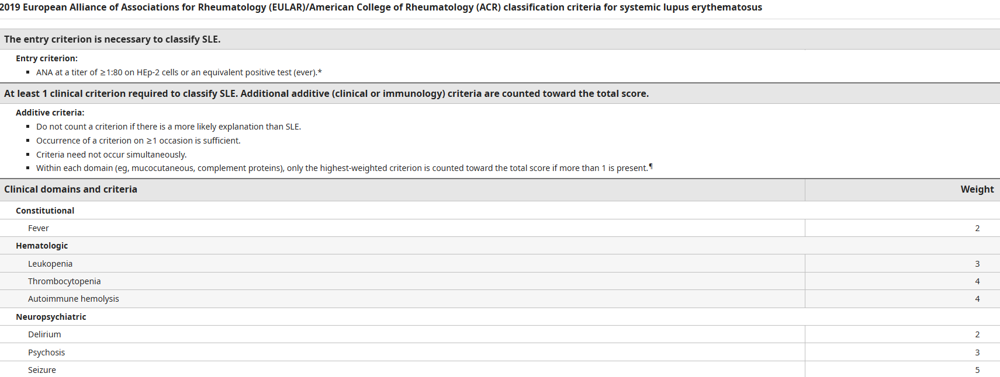 2019 European Alliance of Associations for Rheumatology (EULAR)/American College of Rheumatology (ACR) classification criteria for systemic lupus erythematosus
The entry criterion is necessary to classify SLE.
Entry criterion:
▪ ANA at a titer of ≥1:80 on HEp-2 cells or an equivalent positive test (ever).*
At least 1 clinical criterion required to classify SLE. Additional additive (clinical or immunology) criteria are counted toward the total score.
Additive criteria:
▪ Do not count a criterion if there is a more likely explanation than SLE.
▪ Occurrence of a criterion on ≥1 occasion is sufficient.
▪ Criteria need not occur simultaneously.
▪ Within each domain (eg, mucocutaneous, complement proteins), only the highest-weighted criterion is counted toward the total score if more than 1 is present.¶
Clinical domains and criteria Weight
Constitutional
Fever 2
Hematologic
Leukopenia 3
Thrombocytopenia 4
Autoimmune hemolysis 4
Neuropsychiatric
Delirium 2
Psychosis 3
Seizure 5